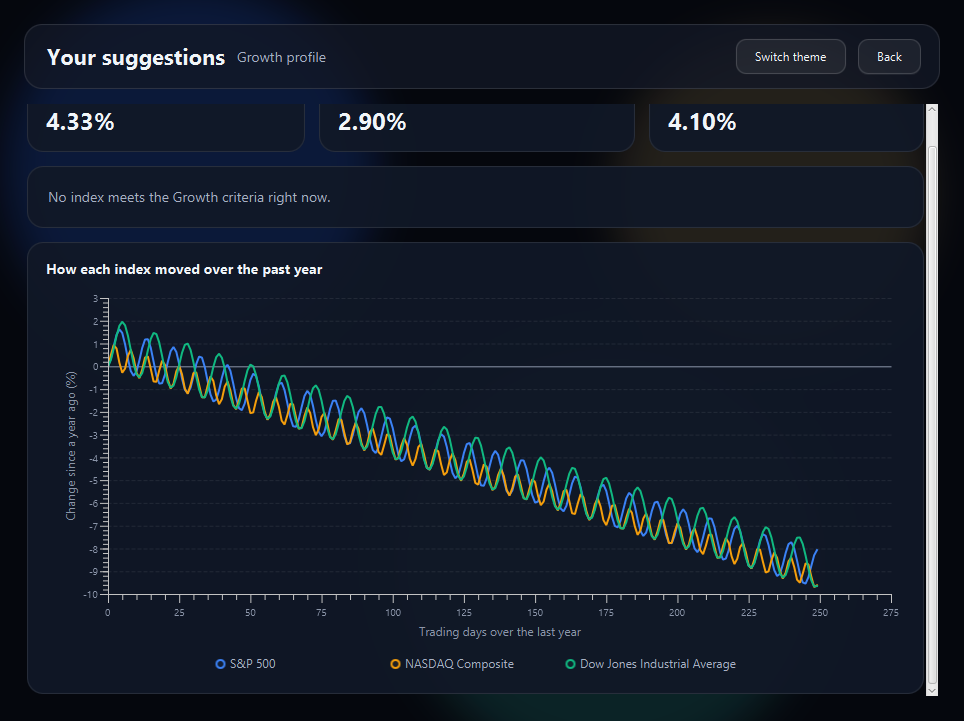 Your suggestions Growth profile Switch theme Back
4.33% 2.90% 4.10%
No index meets the Growth criteria right now.
How each index moved over the past year
Change since a year ago (%)
3
2
1
0
-1
-2
-3
-4
-5
-6
-7
-8
-9
-10
0 25 50 75 100 125 150 175 200 225 250 275
Trading days over the last year
S&P 500 NASDAQ Composite Dow Jones Industrial Average